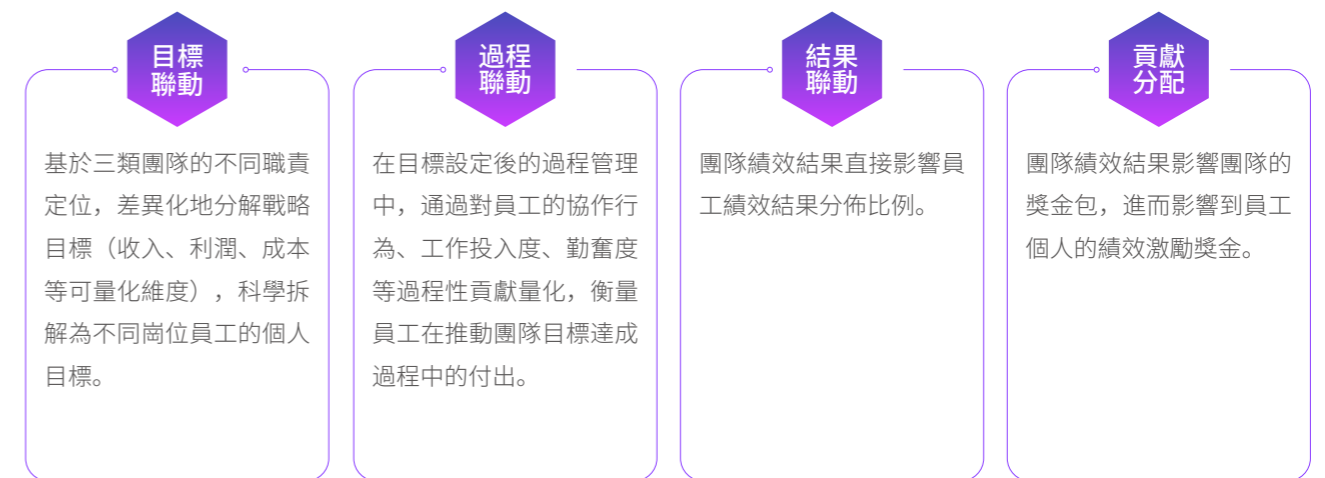 目標
聯動
基於三類團隊的不同職責
定位，差異化地分解戰略
目標（收入、利潤、成本
等可量化維度），科學拆
解為不同崗位員工的個人
目標。
過程
聯動
在目標設定後的過程管理
中，通過對員工的協作行
為、工作投入度、勤奮度
等過程性貢獻量化，衡量
員工在推動團隊目標達成
過程中的付出。
結果
聯動
團隊績效結果直接影響員
工績效結果分佈比例。
貢獻
分配
團隊績效結果影響團隊的
獎金包，進而影響到員工
個人的績效激勵獎金。